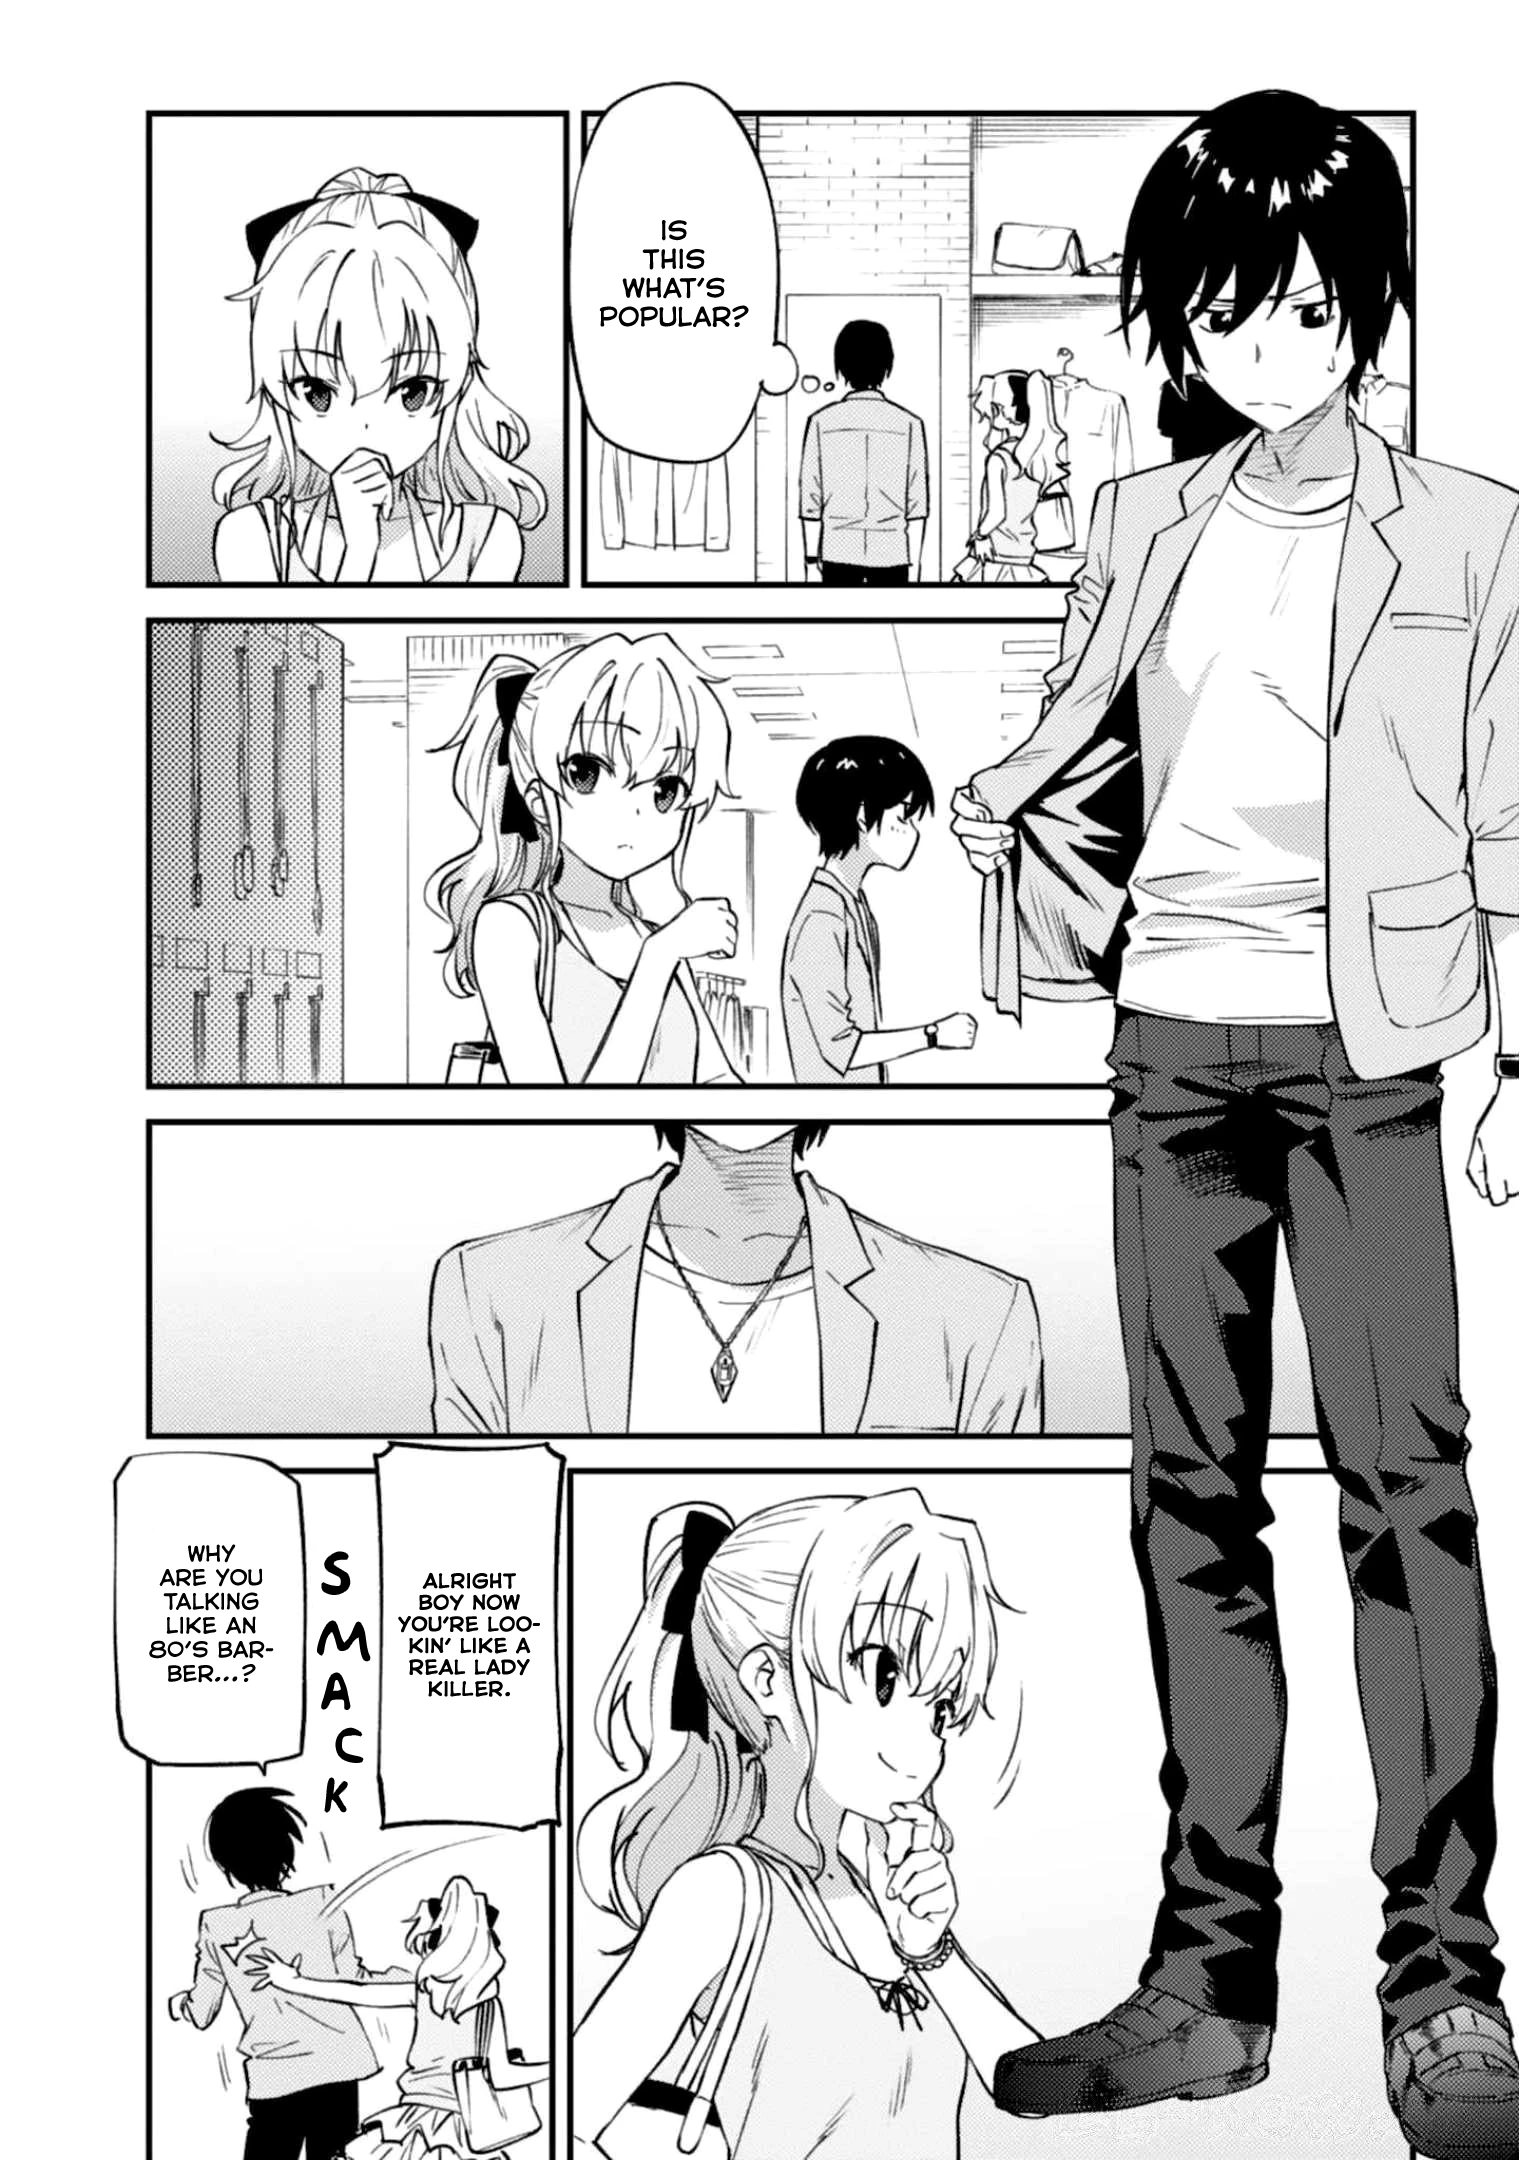 IS
THIS
WHAT'S
POPULAR?
ALRIGHT
BOY NOW
YOU'RE LOO-
KIN' LIKE A
REAL LADY
KILLER.
SMACK
WHY
ARE YOU
TALKING
LIKE AN
80'S BAR-
BER...?